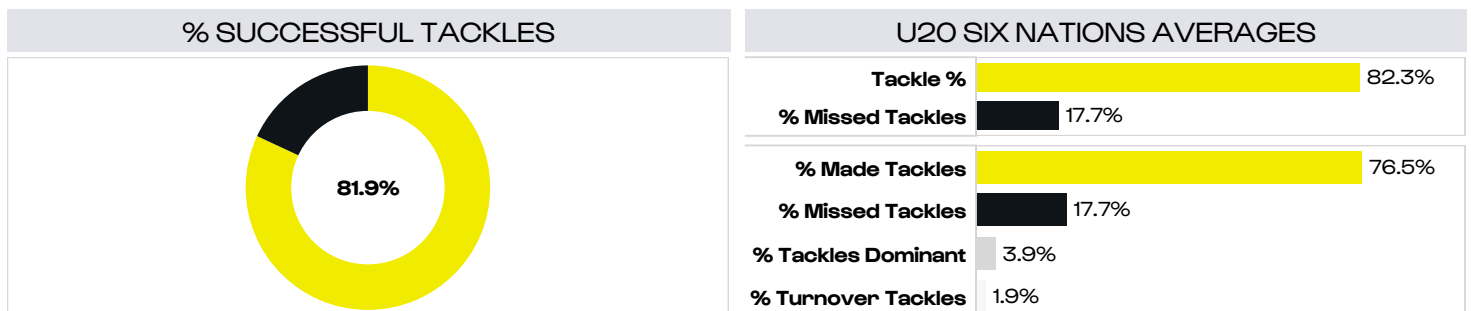 % SUCCESSFUL TACKLES
81.9%
U20 SIX NATIONS AVERAGES
Tackle % 82.3%
% Missed Tackles 17.7%
% Made Tackles 76.5%
% Missed Tackles 17.7%
% Tackles Dominant 3.9%
% Turnover Tackles 1.9%